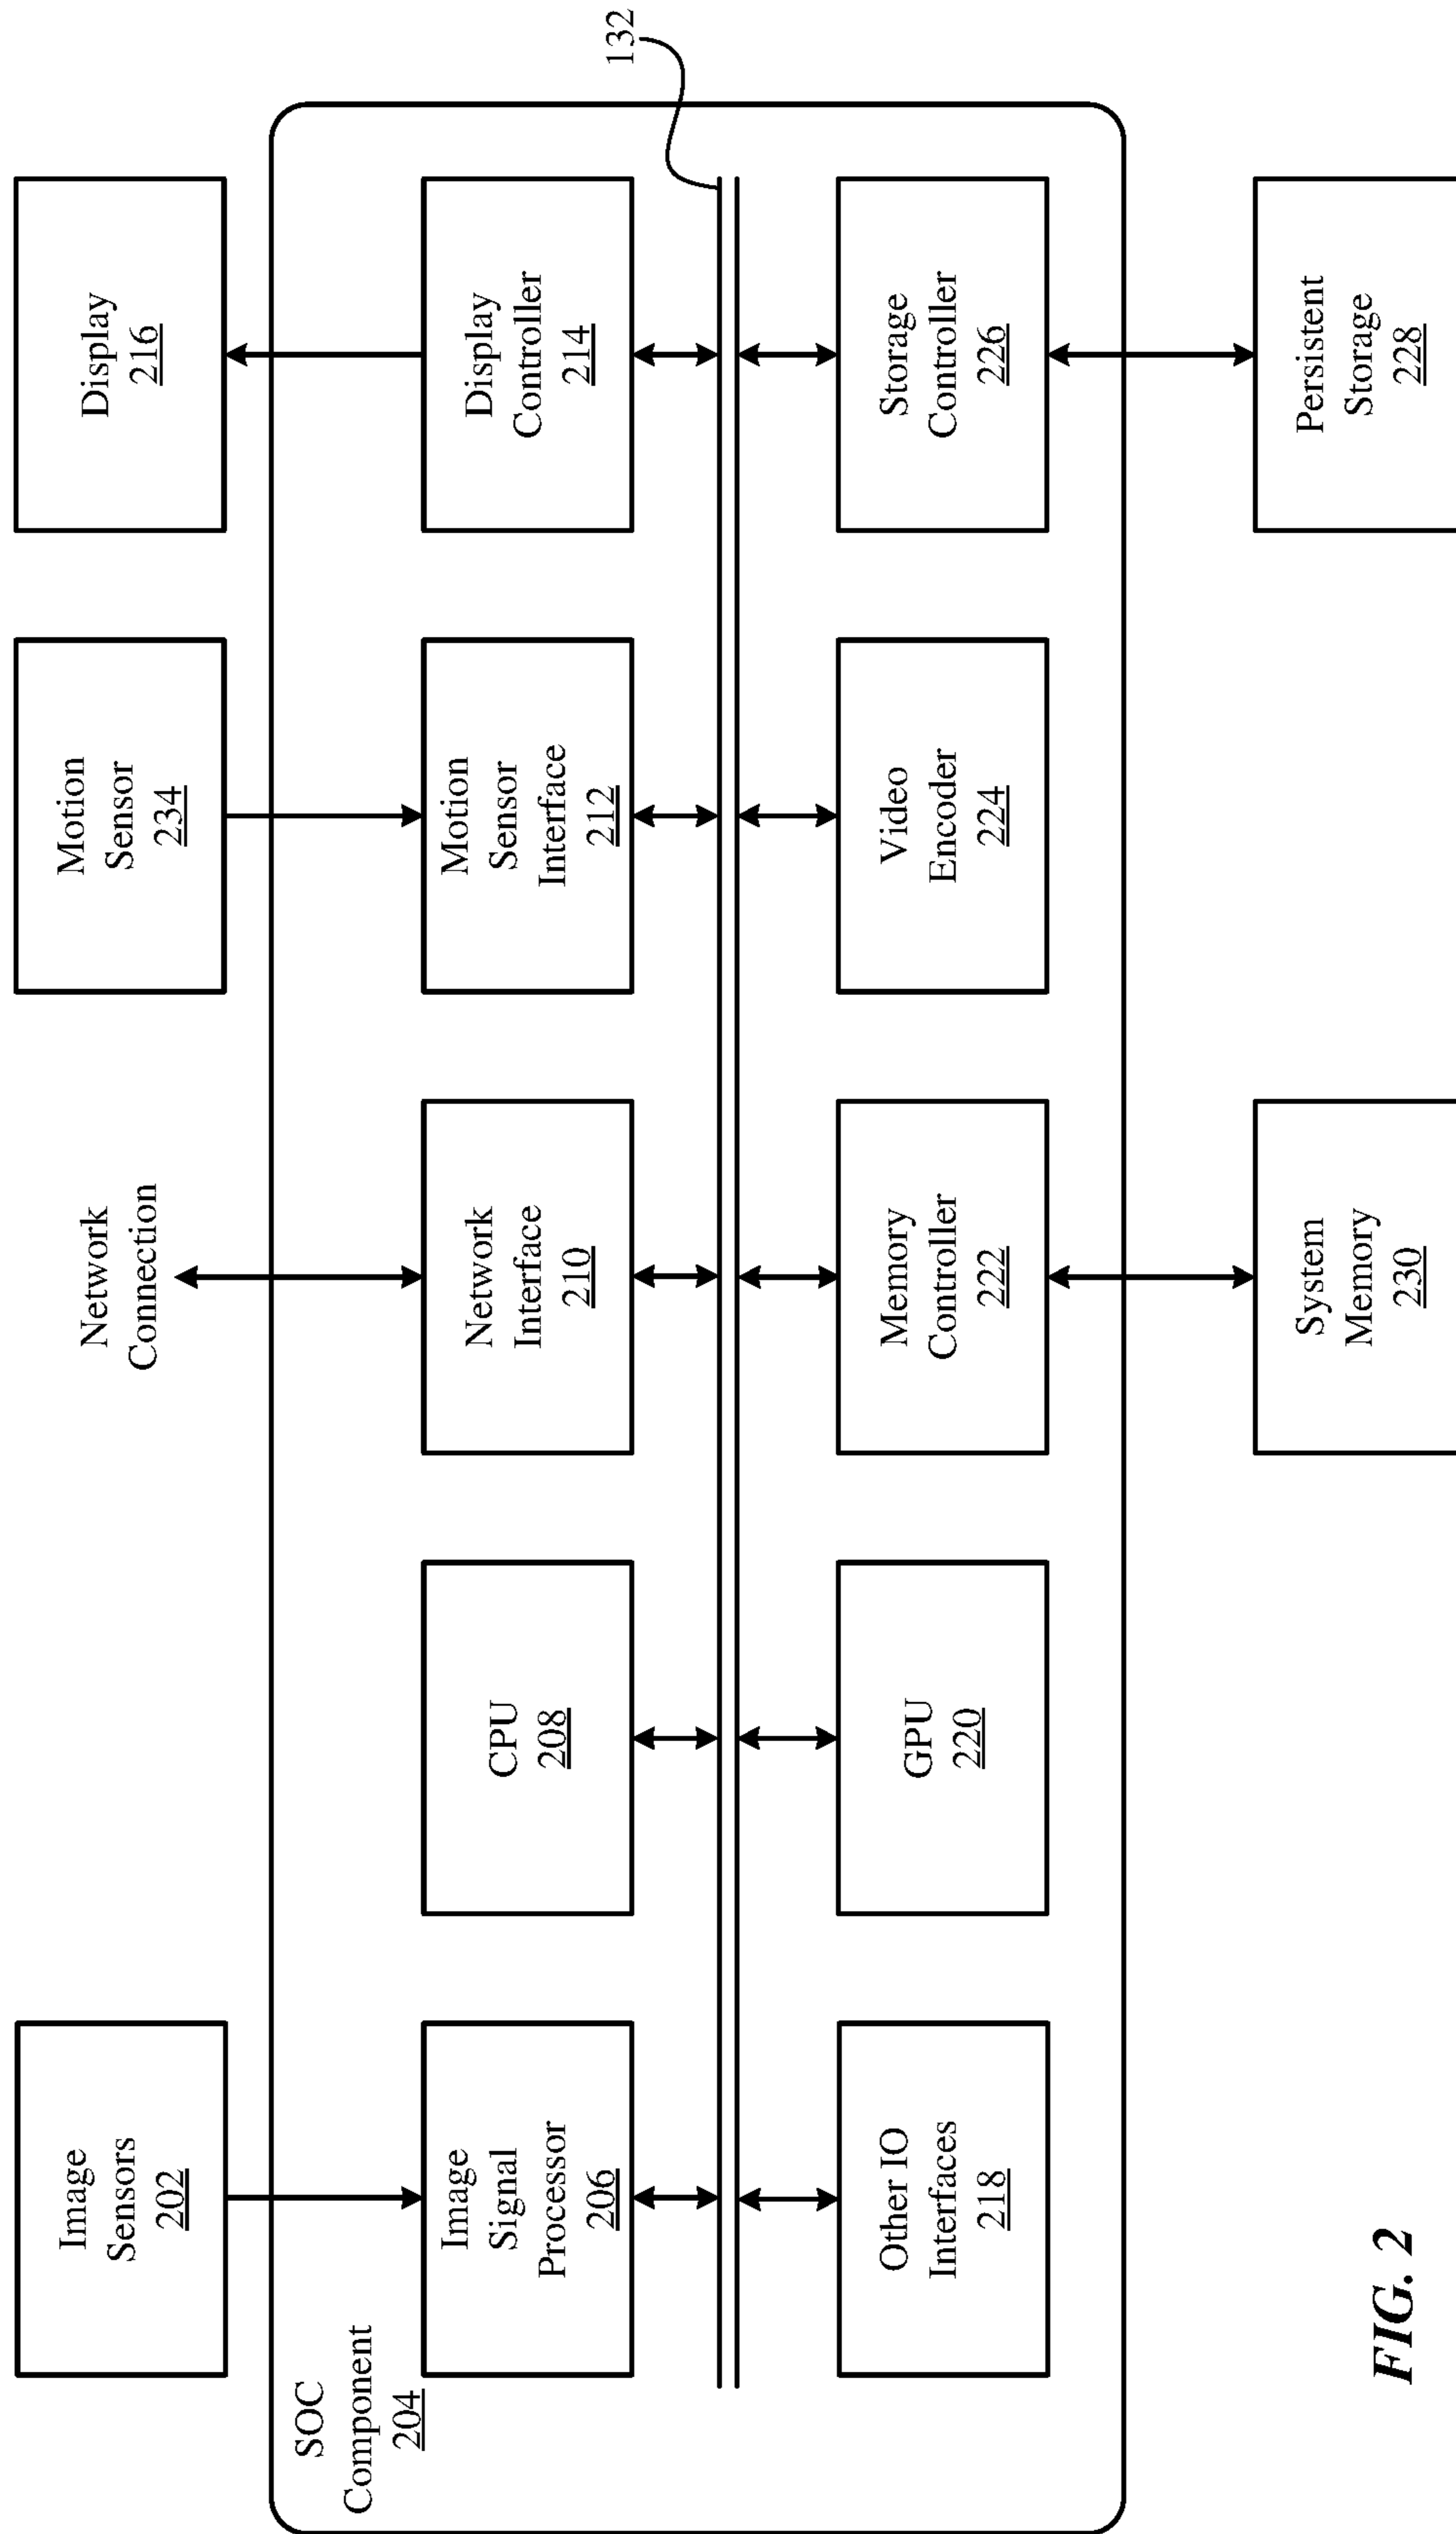 Image
Sensors
202
Network
Connection
Motion
Sensor
234
Display
216
SOC
Component
204
Image
Signal
Processor
206
CPU
208
Network
Interface
210
Motion
Sensor
Interface
212
Display
Controller
214
132
Other IO
Interfaces
218
GPU
220
Memory
Controller
222
Video
Encoder
224
Storage
Controller
226
System
Memory
230
Persistent
Storage
228
FIG. 2